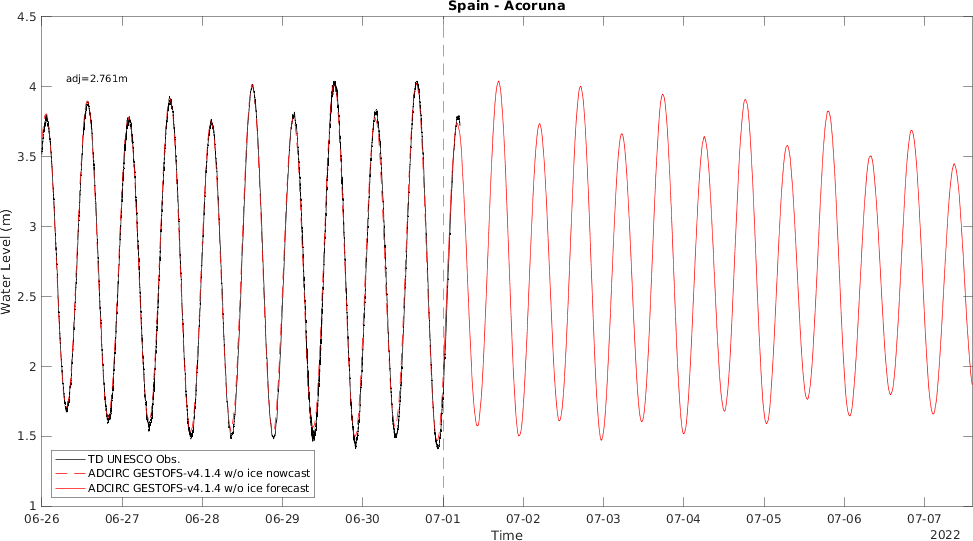 Spain - Acoruna
4.5
adj=2.761m
4
3.5
3
2.5
2
1.5
1
Water Level (m)
TD UNESCO Obs.
ADCIRC GESTOFS-v4.1.4 w/o ice nowcast
ADCIRC GESTOFS-v4.1.4 w/o ice forecast
06-26 06-27 06-28 06-29 06-30 07-01 07-02 07-03 07-04 07-05 07-06 07-07
Time
2022